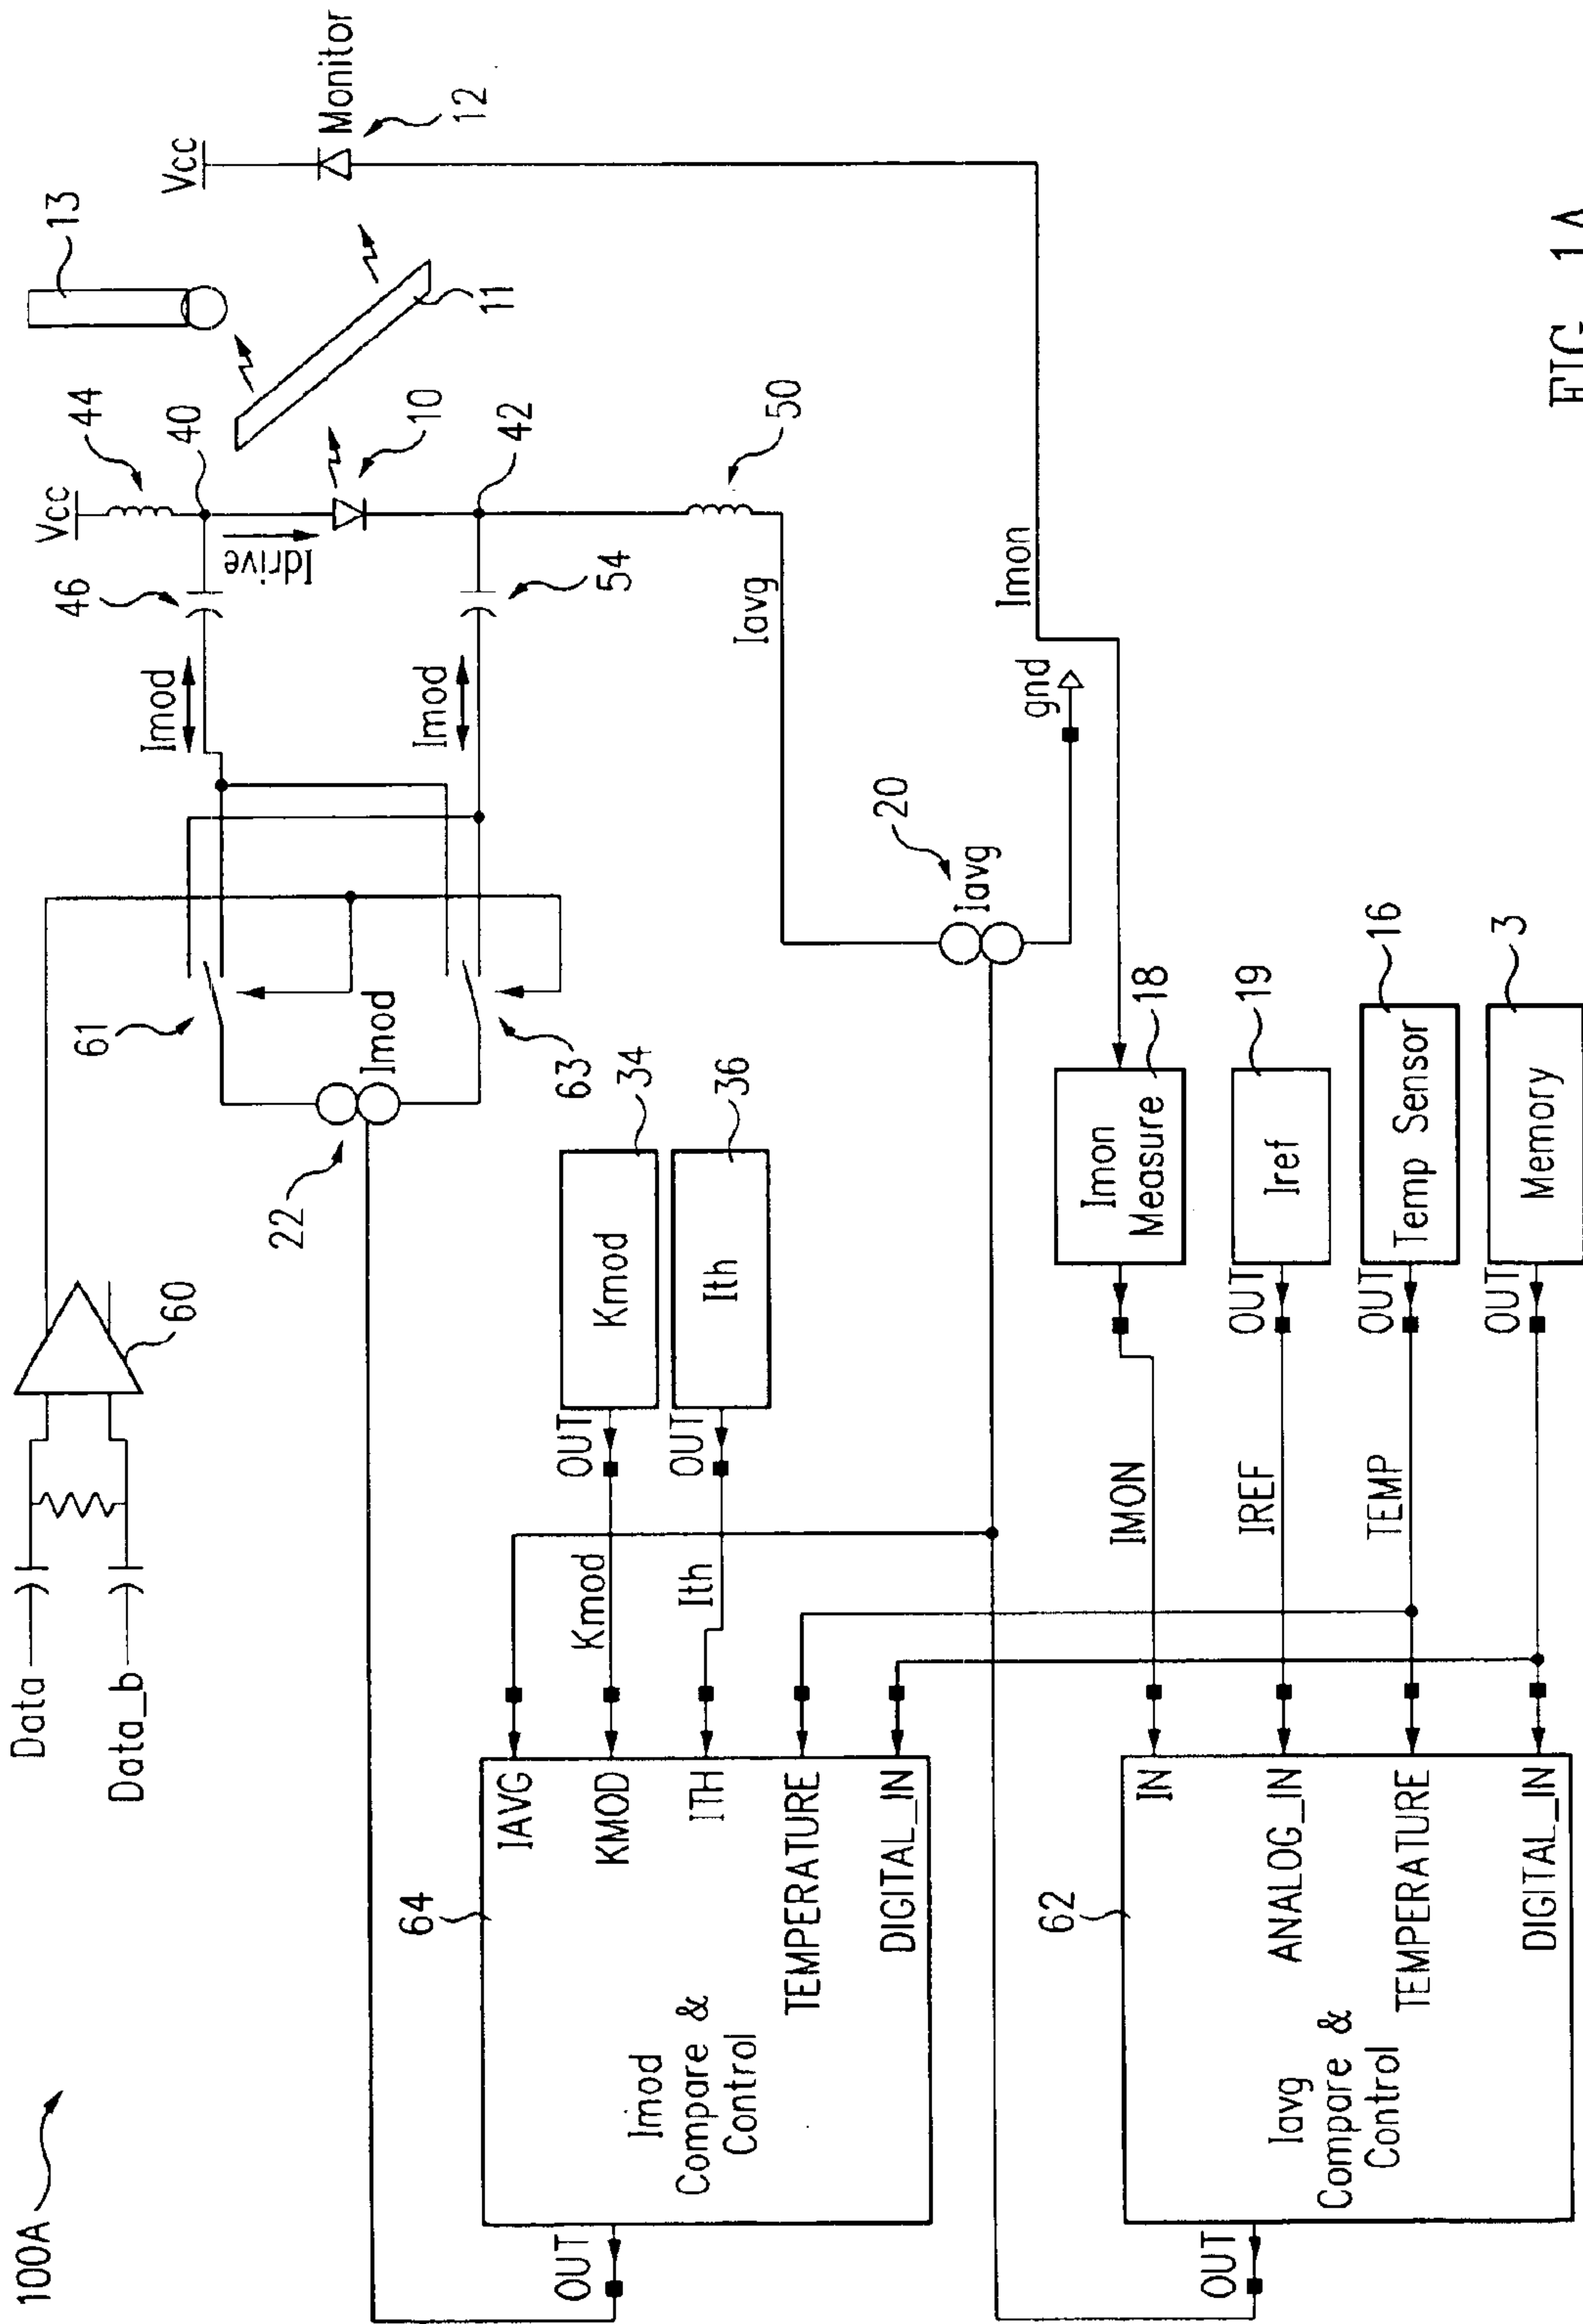 100A
Data
Data_b
60
61
22
Imod
63
Imod
Imod
46
54
Vcc
44
40
Idrive
10
42
50
13
11
Vcc
Monitor
12
Iavg
Iavg
20
gnd
Imon
64
Imod
Compare &
Control
OUT
IAVG
KMOD
ITH
TEMPERATURE
DIGITAL_IN
Kmod
Ith
OUT
OUT
Kmod
34
Ith
36
62
Iavg
Compare &
Control
OUT
IN
ANALOG_IN
TEMPERATURE
DIGITAL_IN
IMON
IREF
TEMP
Imon
Measure
18
OUT
Iref
19
OUT
Temp Sensor
16
OUT
Memory
3
FIG. 1A